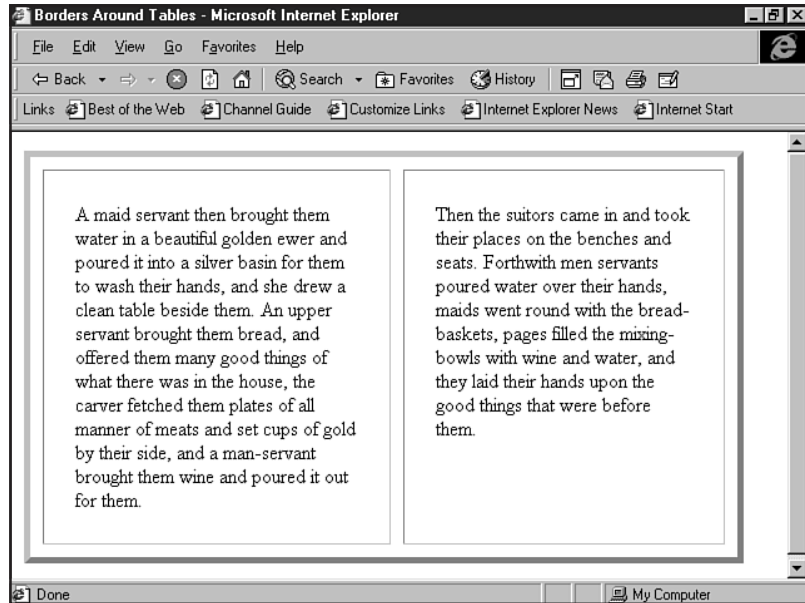 Borders Around Tables - Microsoft Internet Explorer
File Edit View Go Favorites Help
Back Search Favorites History
Links Best of the Web Channel Guide Customize Links Internet Explorer News Internet Start
A maid servant then brought them
water in a beautiful golden ewer and
poured it into a silver basin for them
to wash their hands, and she drew a
clean table beside them. An upper
servant brought them bread, and
offered them many good things of
what there was in the house, the
carver fetched them plates of all
manner of meats and set cups of gold
by their side, and a man-servant
brought them wine and poured it out
for them.
Then the suitors came in and took
their places on the benches and
seats. Forthwith men servants
poured water over their hands,
maids went round with the bread-
baskets, pages filled the mixing-
bowls with wine and water, and
they laid their hands upon the
good things that were before
them.
Done My Computer